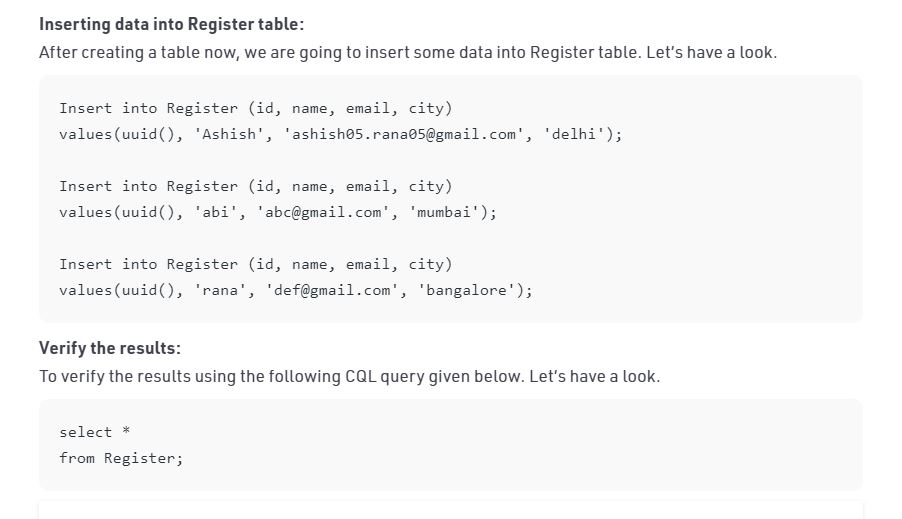 Inserting data into Register table:
After creating a table now, we are going to insert some data into Register table. Let's have a look.
Insert into Register (id, name, email, city)
values(uuid(), 'Ashish', 'ashish05.rana05@gmail.com', 'delhi');
Insert into Register (id, name, email, city)
values(uuid(), 'abi', 'abc@gmail.com', 'mumbai');
Insert into Register (id, name, email, city)
values(uuid(), 'rana', 'def@gmail.com', 'bangalore');
Verify the results:
To verify the results using the following CQL query given below. Let's have a look.
select *
from Register;